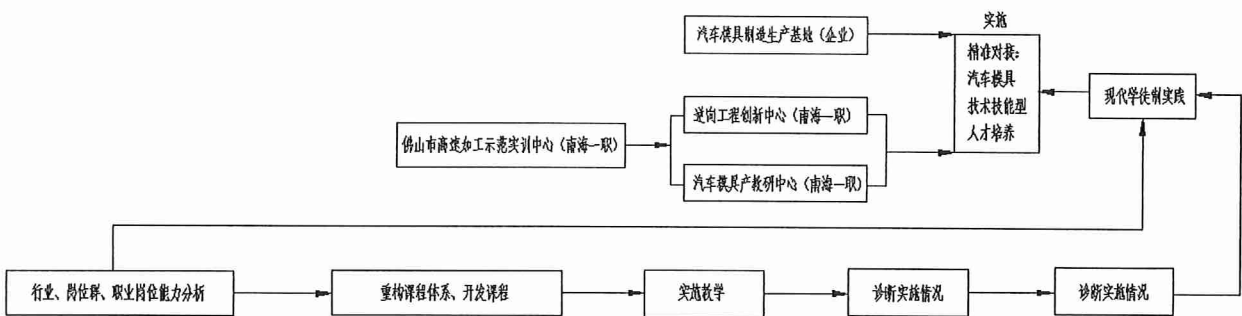 实施
汽车模具制造生产基地(企业)
精准对接:
汽车模具
技术技能型
人才培养
现代学徒制实践
逆向工程创新中心(南海一职)
佛山市高速加工示范实训中心(南海一职)
汽车模具产教研中心(南海一职)
行业、岗位群、职业岗位能力分析
重构课程体系、开发课程
实施教学
诊断实施情况
诊断实施情况